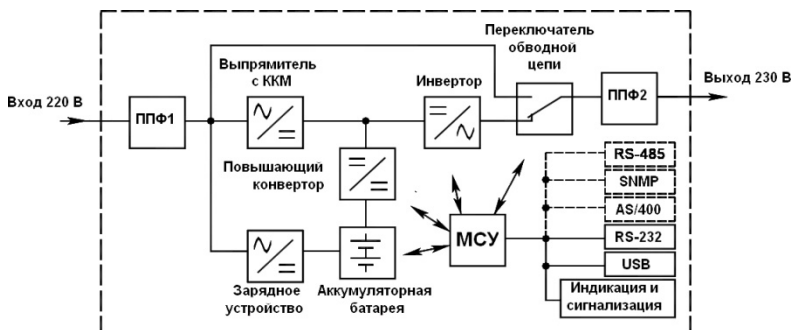 Переключатель
обводной
цепи
Выпрямитель
с ККМ
Инвертор
Вход 220 В
Выход 230 В
ППФ1
ППФ2
Повышающий
конвертор
RS-485
SNMP
AS/400
МСУ
RS-232
USB
Зарядное
устройство
Аккумуляторная
батарея
Индикация и
сигнализация